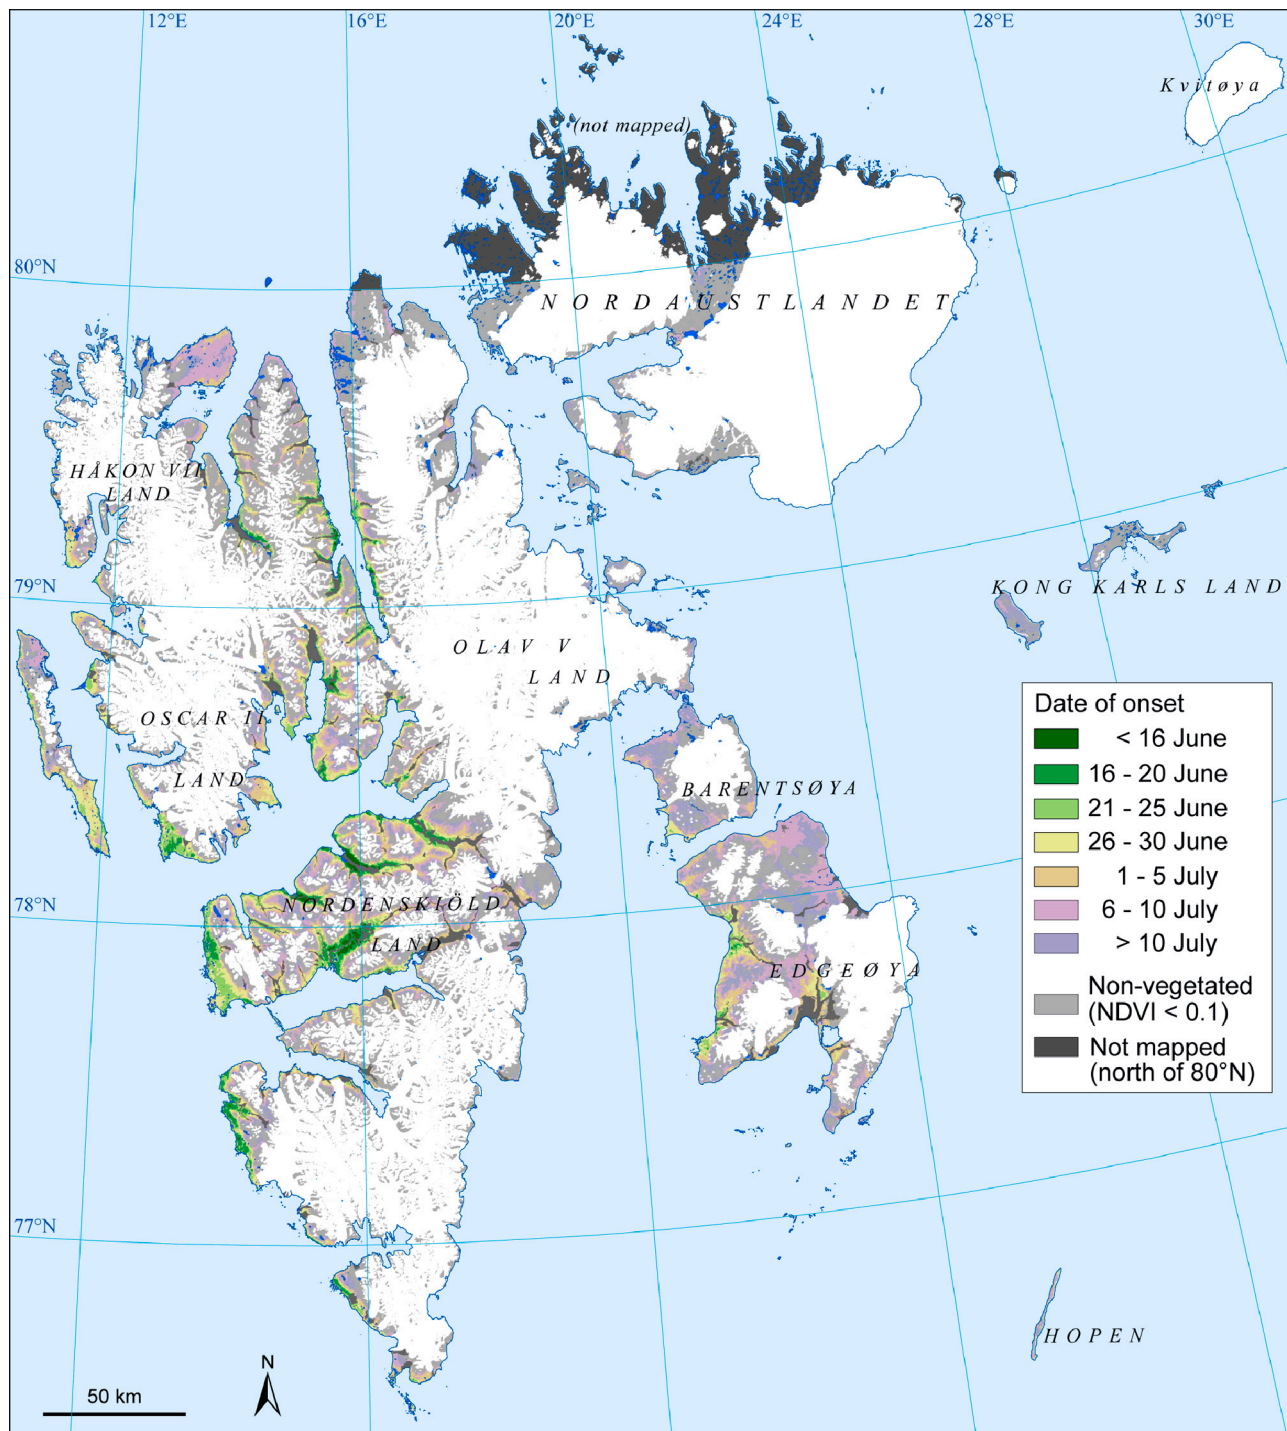 12°E
16°E
20°E
24°E
28°E
30°E
Kvitøya
(not mapped)
80°N
NORDAUSTLANDET
HÅKON VII
LAND
79°N
KONG KARLS LAND
OLAV V
LAND
OSCAR II
LAND
BARENTSØYA
78°N
NORDENSKIÖLD
LAND
EDGEØYA
77°N
HOPEN
Date of onset
< 16 June
16 - 20 June
21 - 25 June
26 - 30 June
1 - 5 July
6 - 10 July
> 10 July
Non-vegetated
(NDVI < 0.1)
Not mapped
(north of 80°N)
N
50 km